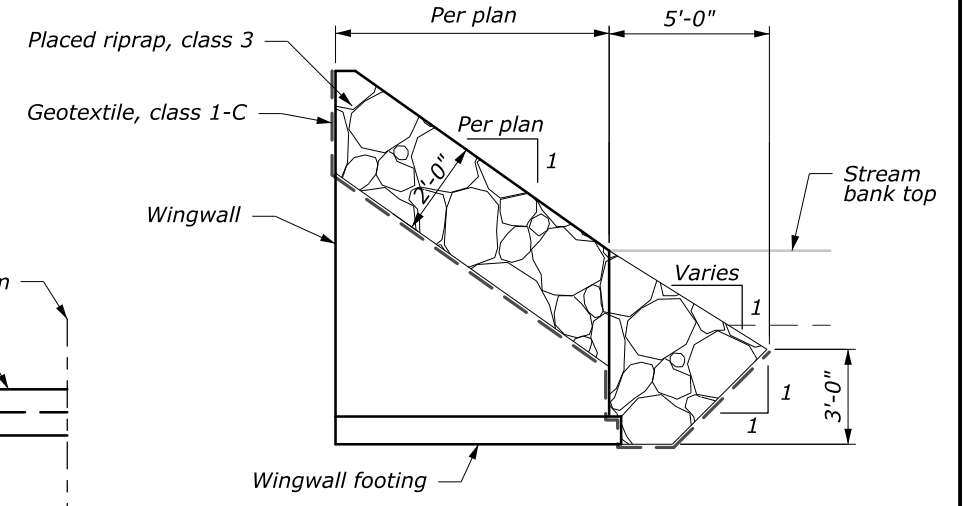 Per plan
5'-0"
Placed riprap, class 3
Geotextile, class 1-C
Per plan
1
2'-0"
Stream
bank top
Wingwall
Varies
1
1
1
3'-0"
Wingwall footing